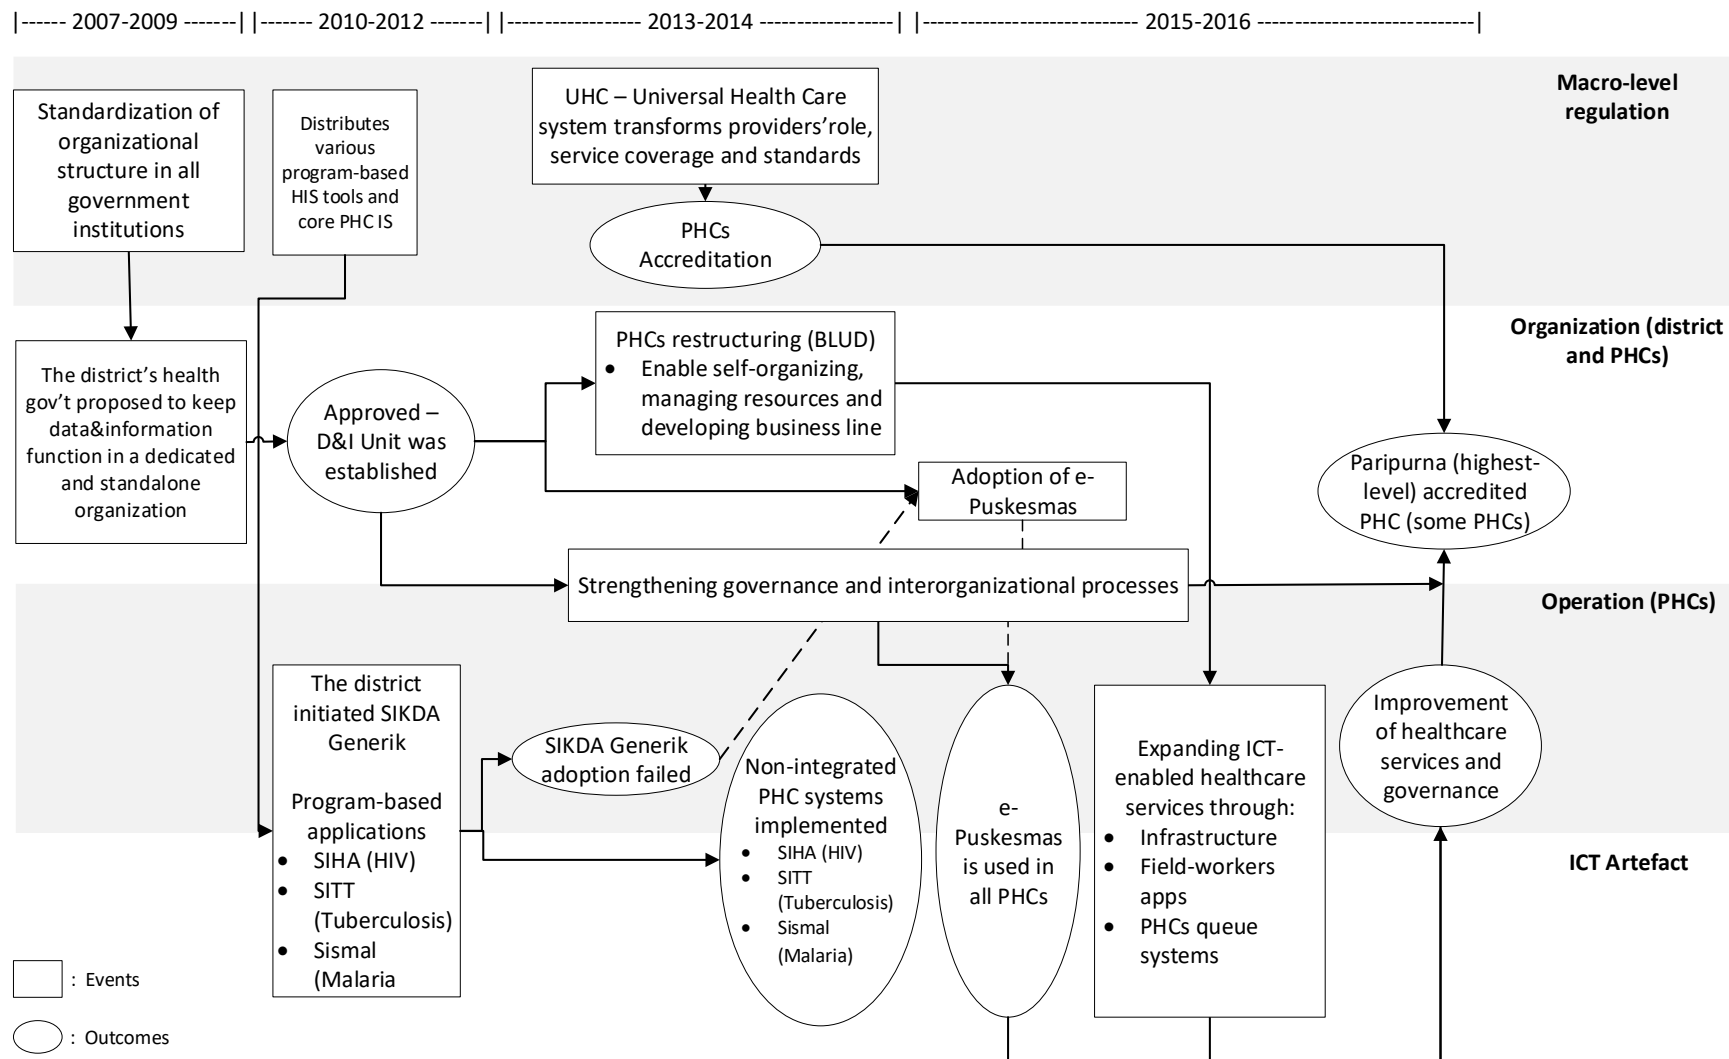 |------ 2007-2009 -------| |------- 2010-2012 -------| |---------------- 2013-2014 -----------------| |------------------------- 2015-2016 -------------------------|
Macro-level
regulation
Standardization of
organizational
structure in all
government
institutions
Distributes
various
program-based
HIS tools and
core PHC IS
UHC – Universal Health Care
system transforms providers’role,
service coverage and standards
PHCs
Accreditation
Organization (district
and PHCs)
The district’s health
gov’t proposed to keep
data&information
function in a dedicated
and standalone
organization
Approved –
D&I Unit was
established
PHCs restructuring (BLUD)
• Enable self-organizing,
managing resources and
developing business line
Adoption of e-
Puskesmas
Paripurna (highest-
level) accredited
PHC (some PHCs)
Strengthening governance and interorganizational processes
Operation (PHCs)
The district
initiated SIKDA
Generik
Program-based
applications
• SIHA (HIV)
• SITT
(Tuberculosis)
• Sismal
(Malaria
SIKDA Generik
adoption failed
Non-integrated
PHC systems
implemented
• SIHA (HIV)
• SITT
(Tuberculosis)
• Sismal
(Malaria)
e-
Puskesmas
is used in
all PHCs
Expanding ICT-
enabled healthcare
services through:
• Infrastructure
• Field-workers
apps
• PHCs queue
systems
Improvement
of healthcare
services and
governance
ICT Artefact
: Events
: Outcomes